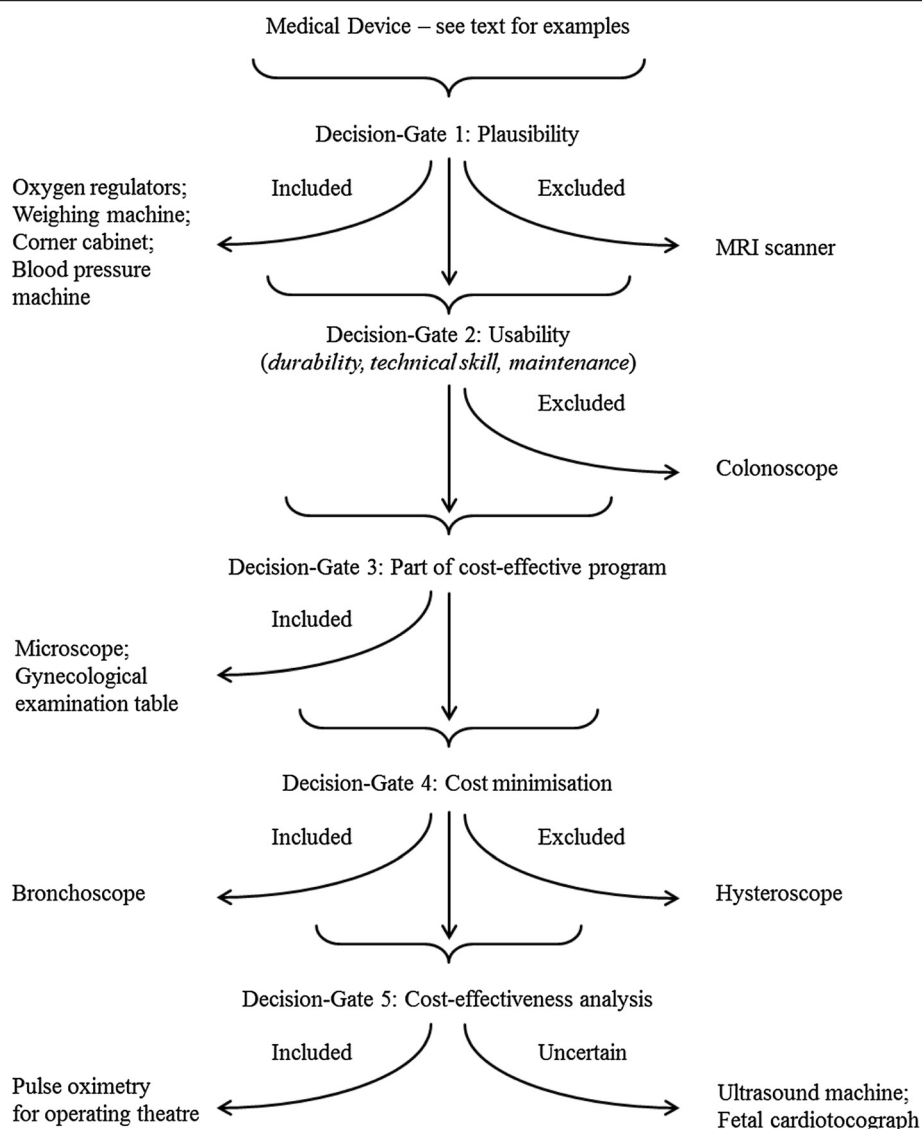 Medical Device – see text for examples
Decision-Gate 1: Plausibility
Included
Excluded
Oxygen regulators;
Weighing machine;
Corner cabinet;
Blood pressure
machine
MRI scanner
Decision-Gate 2: Usability
(durability, technical skill, maintenance)
Excluded
Colonoscope
Decision-Gate 3: Part of cost-effective program
Included
Microscope;
Gynecological
examination table
Decision-Gate 4: Cost minimisation
Included
Excluded
Bronchoscope
Hysteroscope
Decision-Gate 5: Cost-effectiveness analysis
Included
Uncertain
Pulse oximetry
for operating theatre
Ultrasound machine;
Fetal cardiotocograph